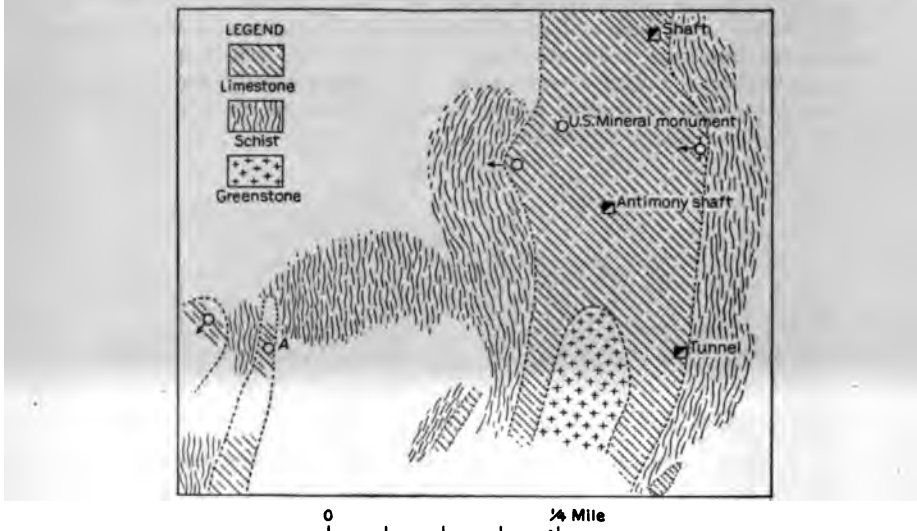 LEGEND
Limestone
Schist
Greenstone
Shaft
U.S. Mineral monument
Antimony shaft
A
Tunnel
0 ¼ Mile